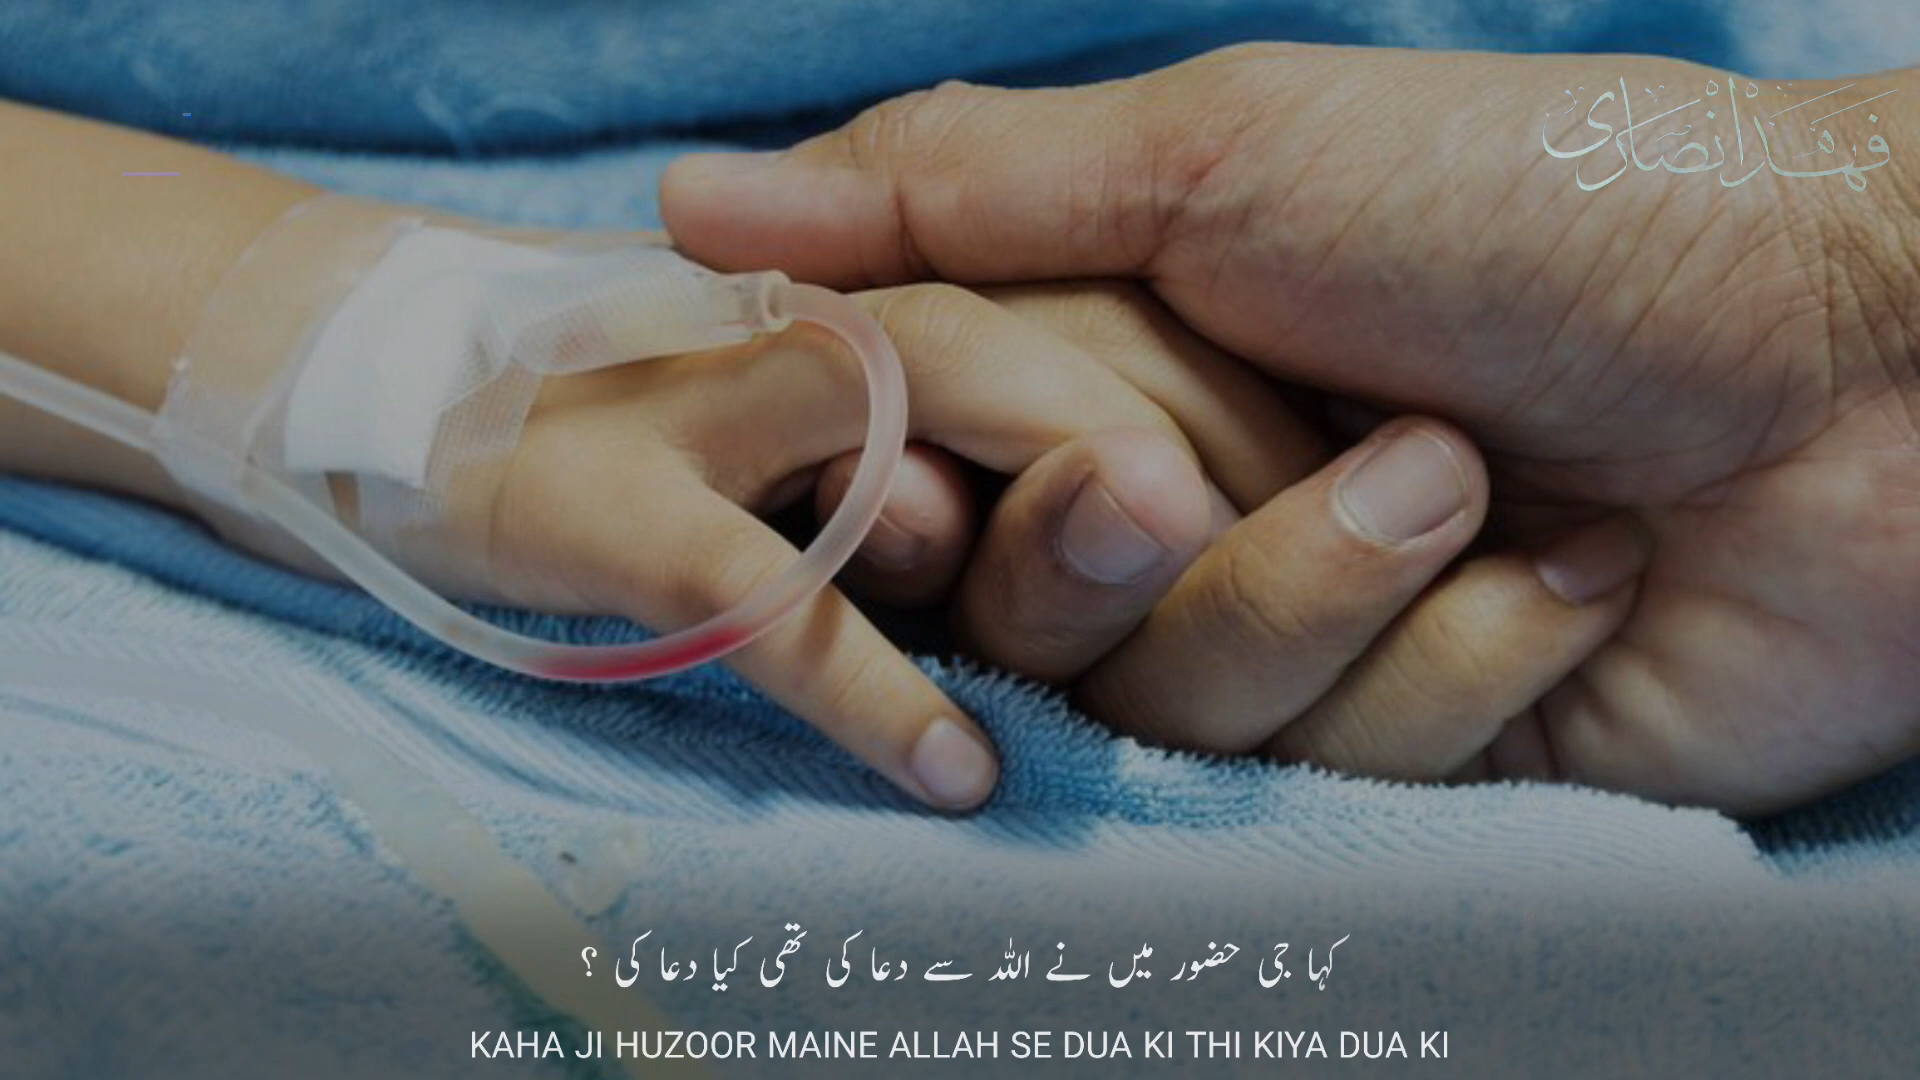 فہد انصاری
کہا جی حضور میں نے اللہ سے دعا کی تھی کیا دعا کی ؟
KAHA JI HUZOOR MAINE ALLAH SE DUA KI THI KIYA DUA KI